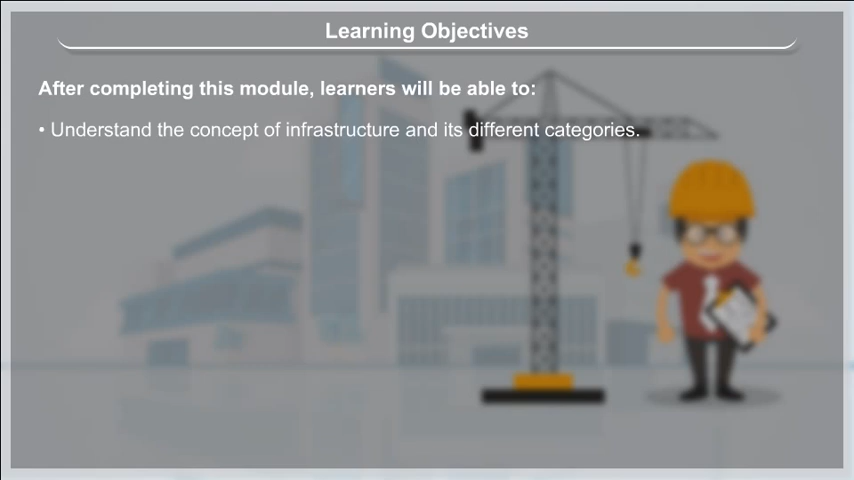 Learning Objectives
After completing this module, learners will be able to:
• Understand the concept of infrastructure and its different categories.